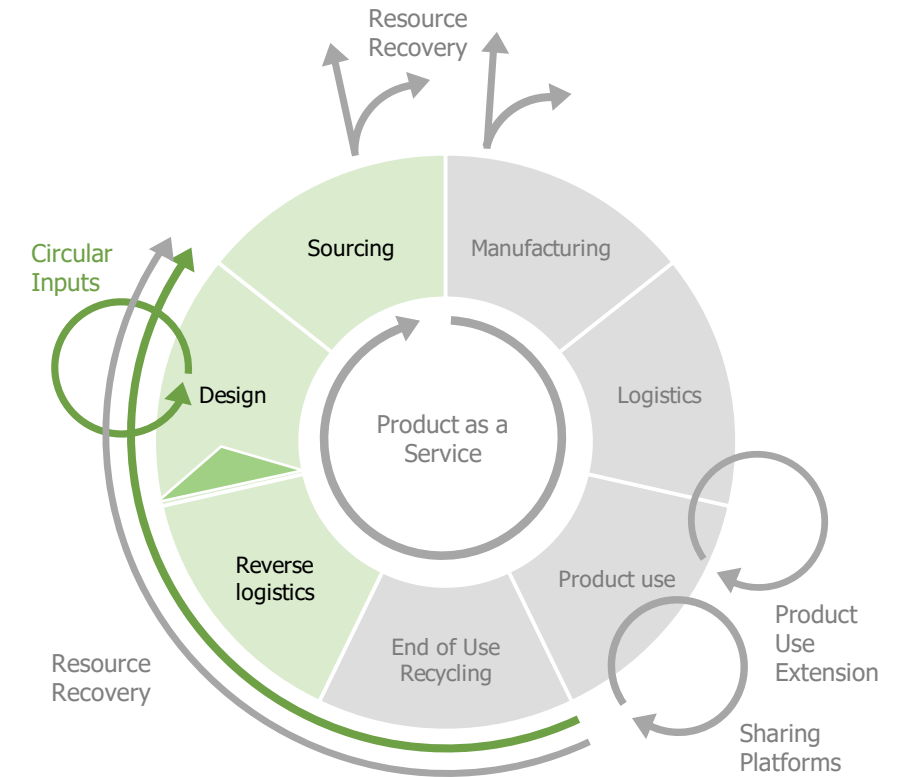 Resource
Recovery
Circular
Inputs
Sourcing
Manufacturing
Design
Logistics
Product as a
Service
Reverse
logistics
Product use
End of Use
Recycling
Product
Use
Extension
Resource
Recovery
Sharing
Platforms